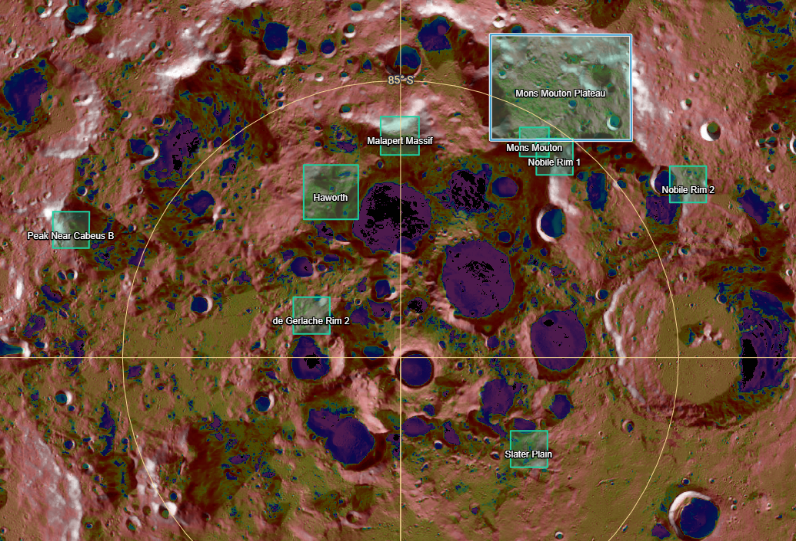 85° S
Mons Mouton Plateau
Malapert Massif
Mons Mouton
Nobile Rim 1
Nobile Rim 2
Haworth
Peak Near Cabeus B
de Gerlache Rim 2
Slater Plain